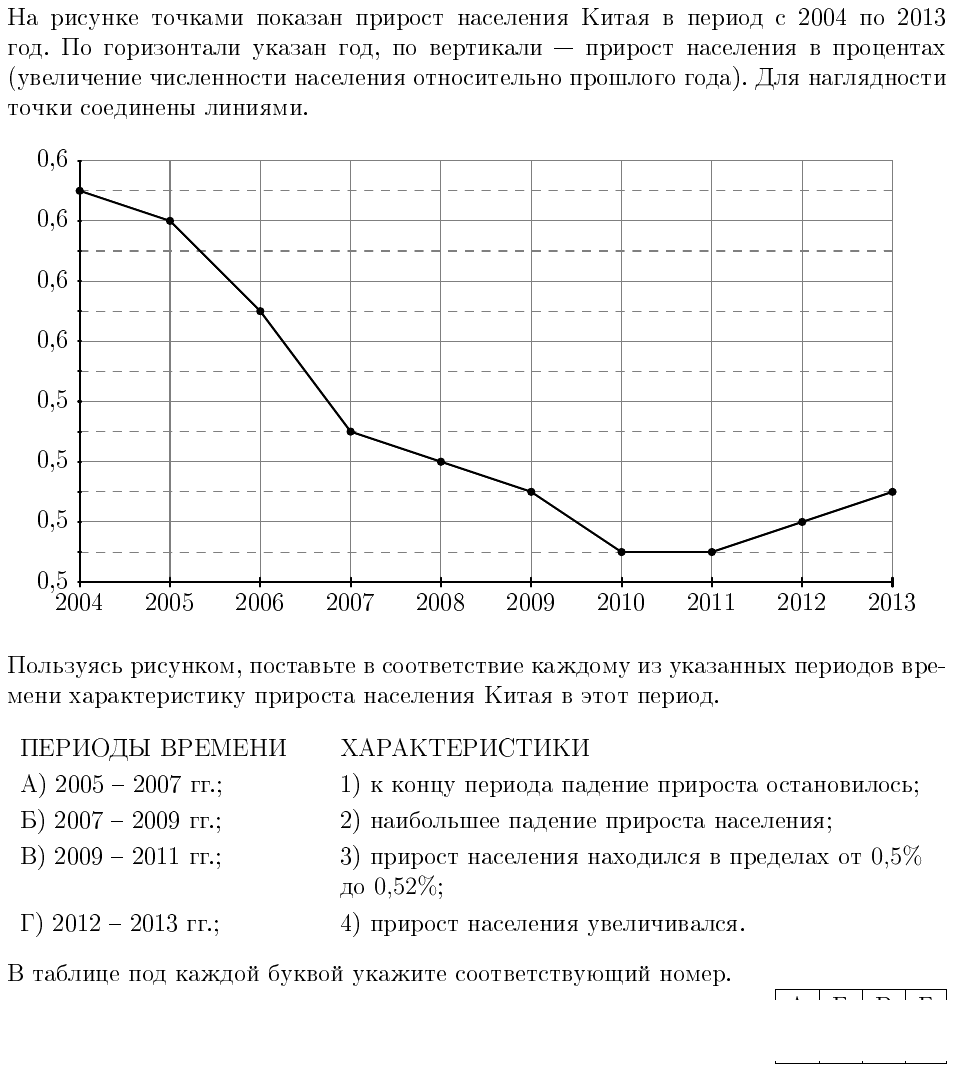 На рисунке точками показан прирост населения Китая в период с 2004 по 2013
год. По горизонтали указан год, по вертикали — прирост населения в процентах
(увеличение численности населения относительно прошлого года). Для наглядности
точки соединены линиями.
0,6
0,6
0,6
0,6
0,5
0,5
0,5
0,5
2004 2005 2006 2007 2008 2009 2010 2011 2012 2013
Пользуясь рисунком, поставьте в соответствие каждому из указанных периодов вре-
мени характеристику прироста населения Китая в этот период.
ПЕРИОДЫ ВРЕМЕНИ ХАРАКТЕРИСТИКИ
А) 2005 – 2007 гг.; 1) к концу периода падение прироста остановилось;
Б) 2007 – 2009 гг.; 2) наибольшее падение прироста населения;
В) 2009 – 2011 гг.; 3) прирост населения находился в пределах от 0,5%
до 0,52%;
Г) 2012 – 2013 гг.; 4) прирост населения увеличивался.
В таблице под каждой буквой укажите соответствующий номер.